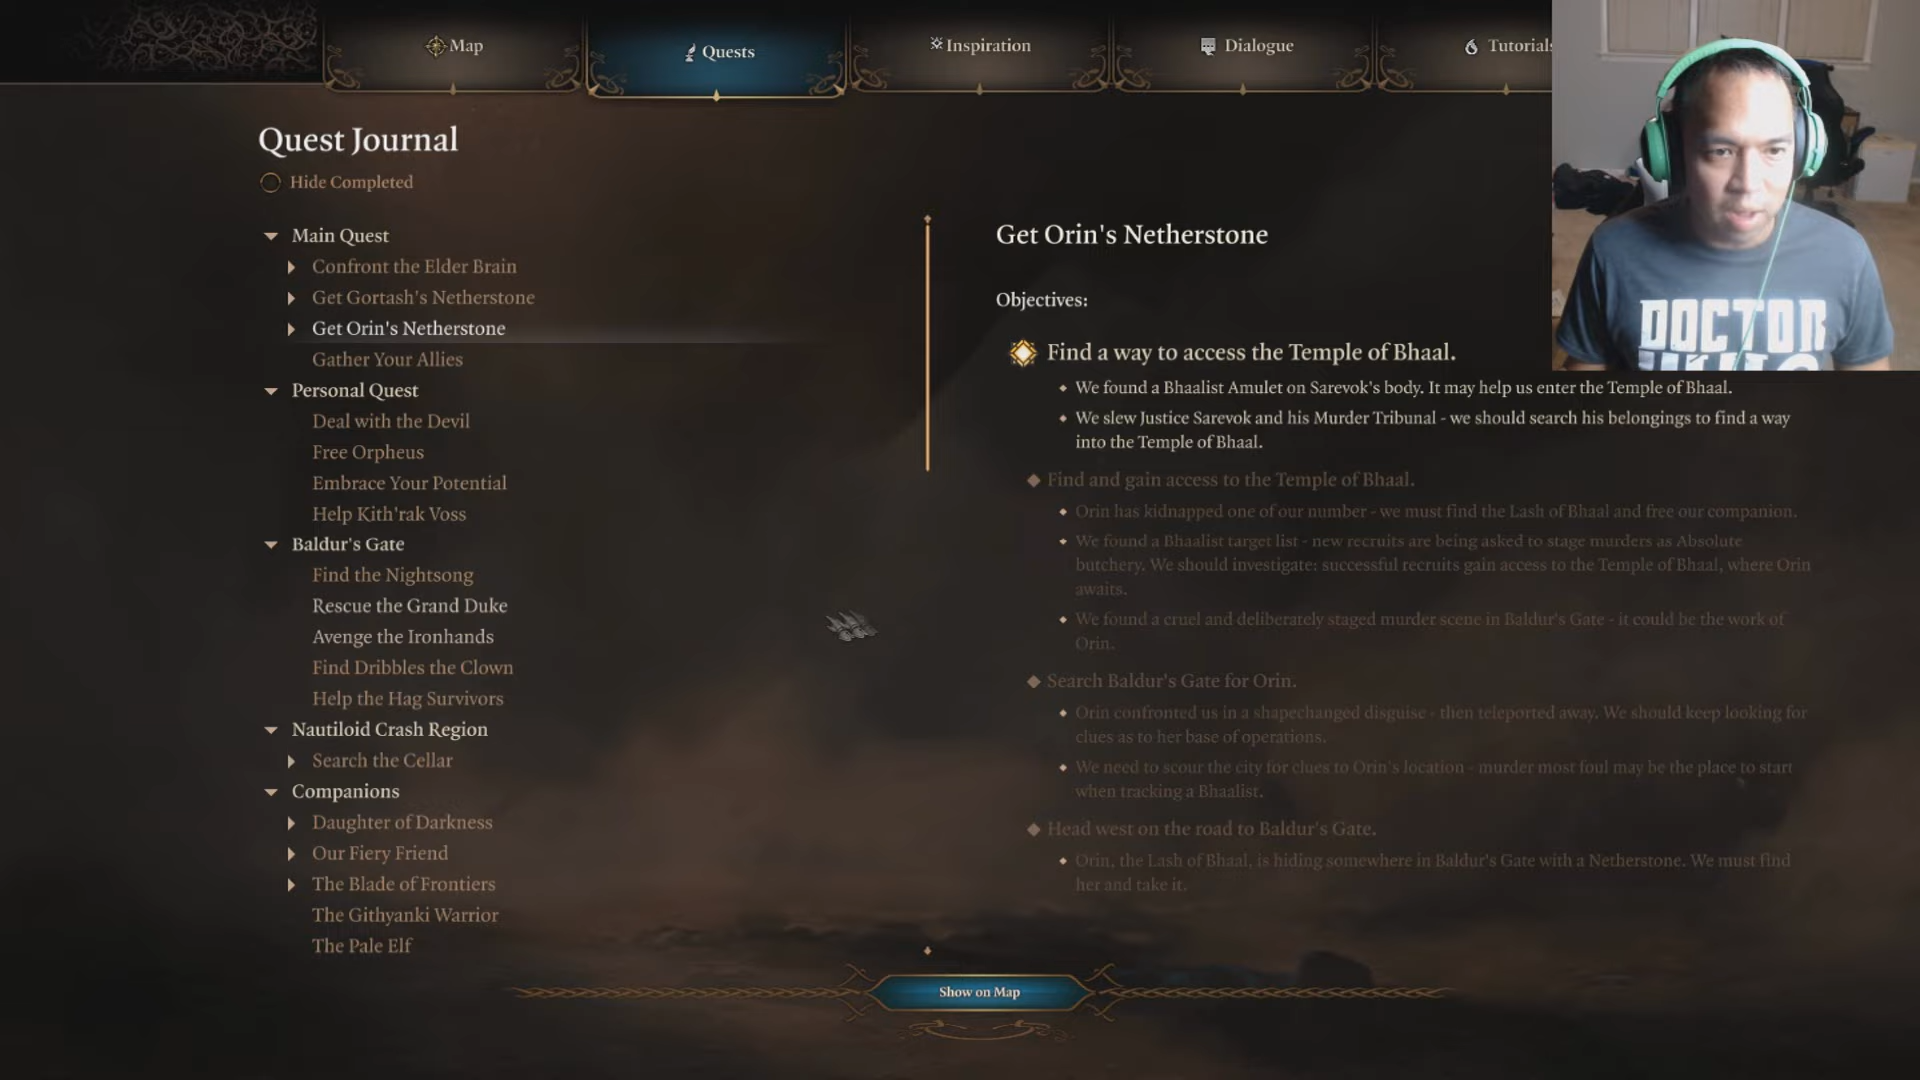 Map
Quests
Inspiration
Dialogue
Tutorials
Quest Journal
Hide Completed
Main Quest
Confront the Elder Brain
Get Gortash's Netherstone
Get Orin's Netherstone
Gather Your Allies
Personal Quest
Deal with the Devil
Free Orpheus
Embrace Your Potential
Help Kith'rak Voss
Baldur's Gate
Find the Nightsong
Rescue the Grand Duke
Avenge the Ironhands
Find Dribbles the Clown
Help the Hag Survivors
Nautiloid Crash Region
Search the Cellar
Companions
Daughter of Darkness
Our Fiery Friend
The Blade of Frontiers
The Githyanki Warrior
The Pale Elf
Get Orin's Netherstone
Objectives:
Find a way to access the Temple of Bhaal.
We found a Bhaalist Amulet on Sarevok's body. It may help us enter the Temple of Bhaal.
We slew Justice Sarevok and his Murder Tribunal - we should search his belongings to find a way
into the Temple of Bhaal.
Find and gain access to the Temple of Bhaal.
Orin has kidnapped one of our number - we must find the Lash of Bhaal and free our companion.
We found a Bhaalist target list - new recruits are being asked to stage murders as Absolute
butchery. We should investigate: successful recruits gain access to the Temple of Bhaal, where Orin
awaits.
We found a cruel and deliberately staged murder scene in Baldur's Gate - it could be the work of
Orin.
Search Baldur's Gate for Orin.
Orin confronted us in a shapechanged disguise - then teleported away. We should keep looking for
clues as to her base of operations.
We need to scour the city for clues to Orin's location - murder most foul may be the place to start
when tracking a Bhaalist.
Head west on the road to Baldur's Gate.
Orin, the Lash of Bhaal, is hiding somewhere in Baldur's Gate with a Netherstone. We must find
her and take it.
Show on Map
DOCTOR